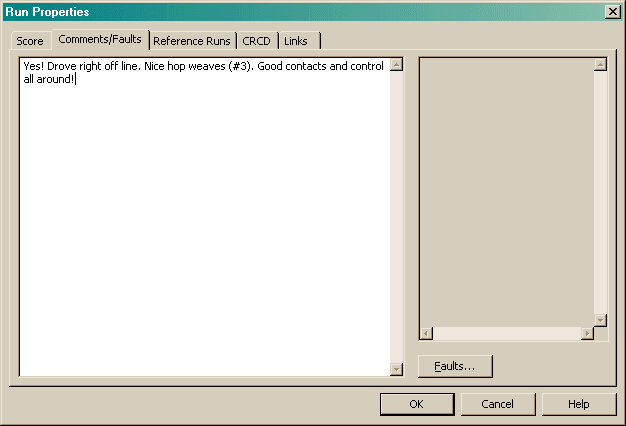 Run Properties
Score
Comments/Faults
Reference Runs
CRCD
Links
Yes! Drove right off line. Nice hop weaves (#3). Good contacts and control
all around!
Faults...
OK
Cancel
Help